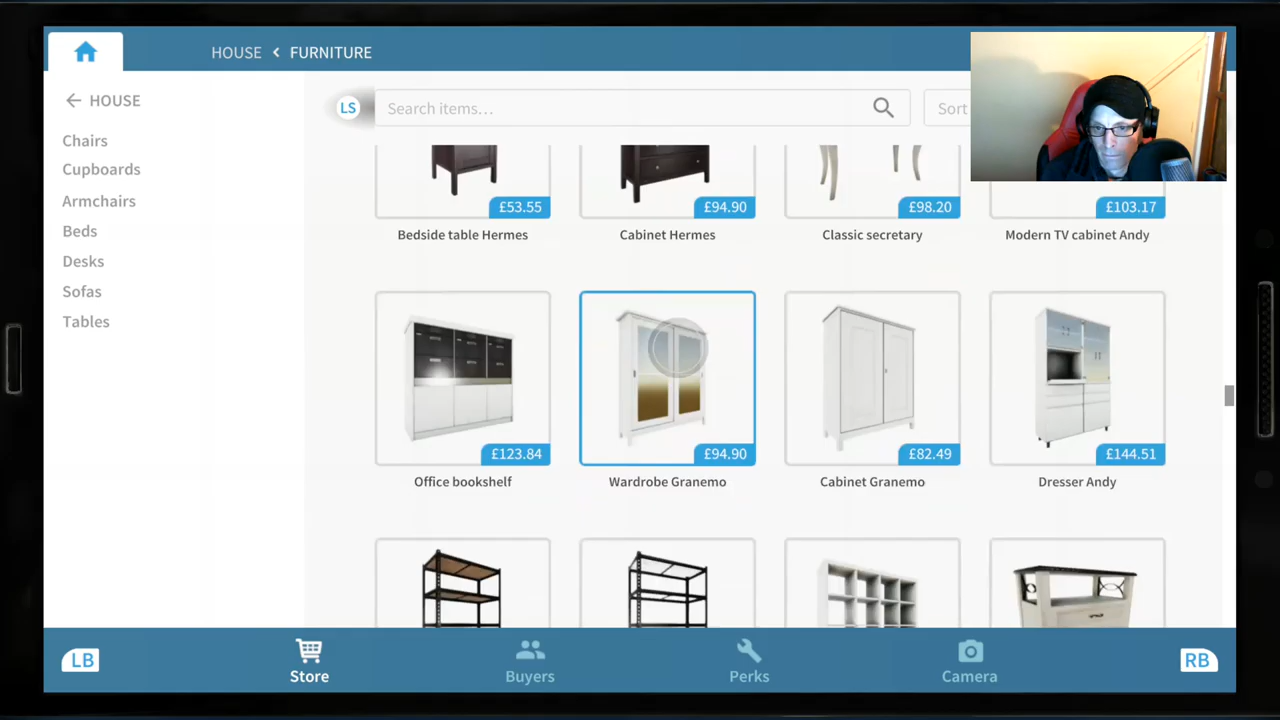 HOUSE < FURNITURE
HOUSE
Chairs
Cupboards
Armchairs
Beds
Desks
Sofas
Tables
LS
Search items...
Sort
£53.55
£94.90
£98.20
£103.17
Bedside table Hermes
Cabinet Hermes
Classic secretary
Modern TV cabinet Andy
£123.84
£94.90
£82.49
£144.51
Office bookshelf
Wardrobe Granemo
Cabinet Granemo
Dresser Andy
LB
Store
Buyers
Perks
Camera
RB